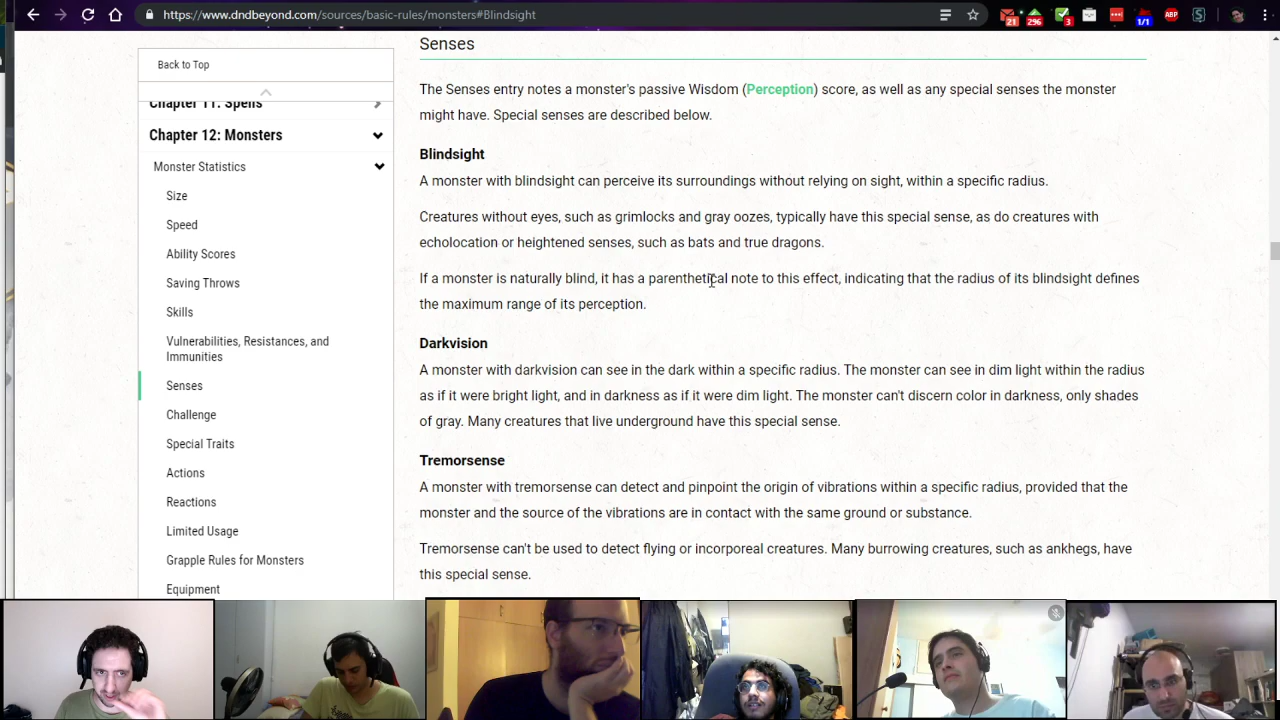 https://www.dndbeyond.com/sources/basic-rules/monsters#Blindsight
21
296
3
1/1
ABP
Back to Top
Chapter 11: Spells
Chapter 12: Monsters
Monster Statistics
Size
Speed
Ability Scores
Saving Throws
Skills
Vulnerabilities, Resistances, and
Immunities
Senses
Challenge
Special Traits
Actions
Reactions
Limited Usage
Grapple Rules for Monsters
Equipment
Senses
The Senses entry notes a monster's passive Wisdom (Perception) score, as well as any special senses the monster
might have. Special senses are described below.
Blindsight
A monster with blindsight can perceive its surroundings without relying on sight, within a specific radius.
Creatures without eyes, such as grimlocks and gray oozes, typically have this special sense, as do creatures with
echolocation or heightened senses, such as bats and true dragons.
If a monster is naturally blind, it has a parenthetical note to this effect, indicating that the radius of its blindsight defines
the maximum range of its perception.
Darkvision
A monster with darkvision can see in the dark within a specific radius. The monster can see in dim light within the radius
as if it were bright light, and in darkness as if it were dim light. The monster can't discern color in darkness, only shades
of gray. Many creatures that live underground have this special sense.
Tremorsense
A monster with tremorsense can detect and pinpoint the origin of vibrations within a specific radius, provided that the
monster and the source of the vibrations are in contact with the same ground or substance.
Tremorsense can't be used to detect flying or incorporeal creatures. Many burrowing creatures, such as ankhegs, have
this special sense.